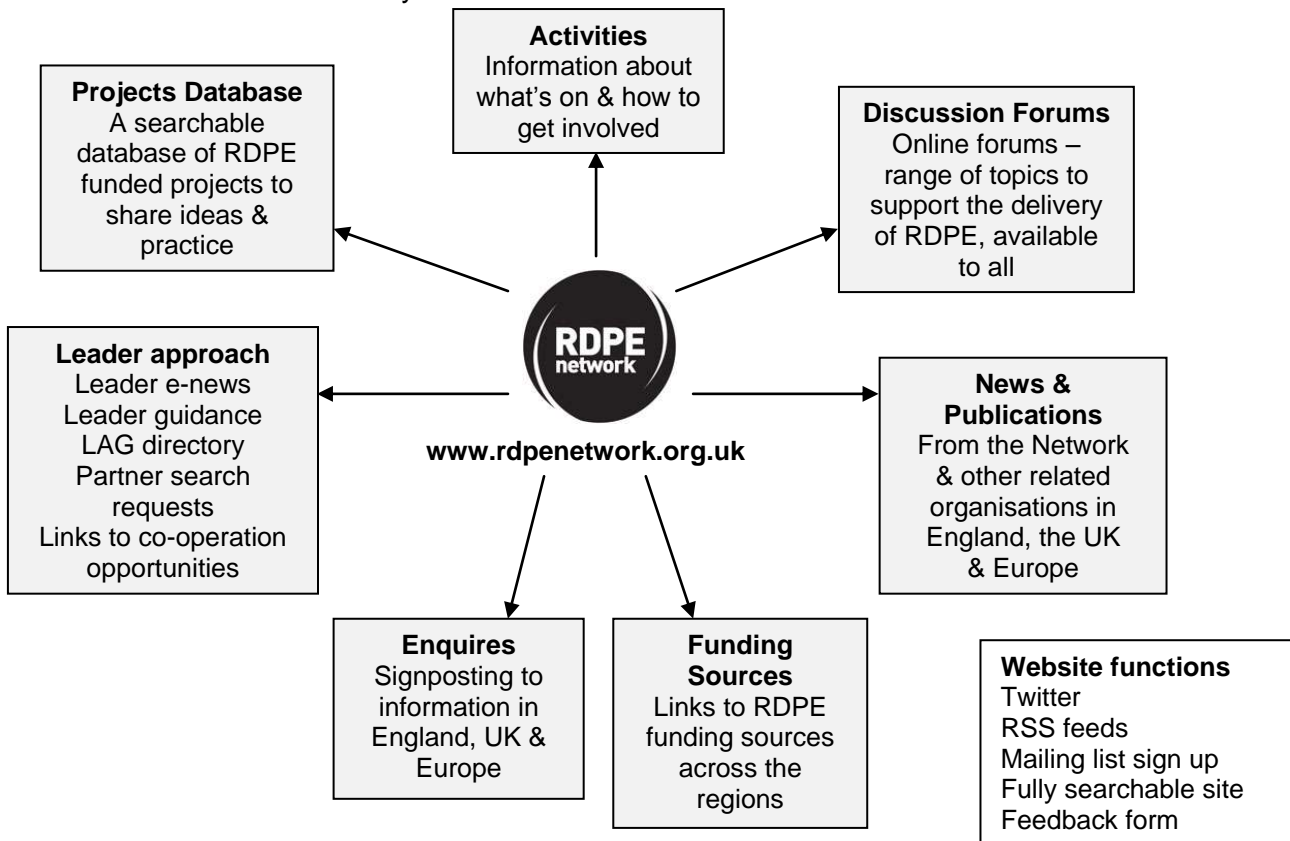 y
Activities
Information about
what's on & how to
get involved
Projects Database
A searchable
database of RDPE
funded projects to
share ideas &
practice
Discussion Forums
Online forums –
range of topics to
support the delivery
of RDPE, available
to all
RDPE
network
www.rdpenetwork.org.uk
Leader approach
Leader e-news
Leader guidance
LAG directory
Partner search
requests
Links to co-operation
opportunities
News &
Publications
From the Network
& other related
organisations in
England, the UK
& Europe
Enquires
Signposting to
information in
England, UK &
Europe
Funding
Sources
Links to RDPE
funding sources
across the
regions
Website functions
Twitter
RSS feeds
Mailing list sign up
Fully searchable site
Feedback form